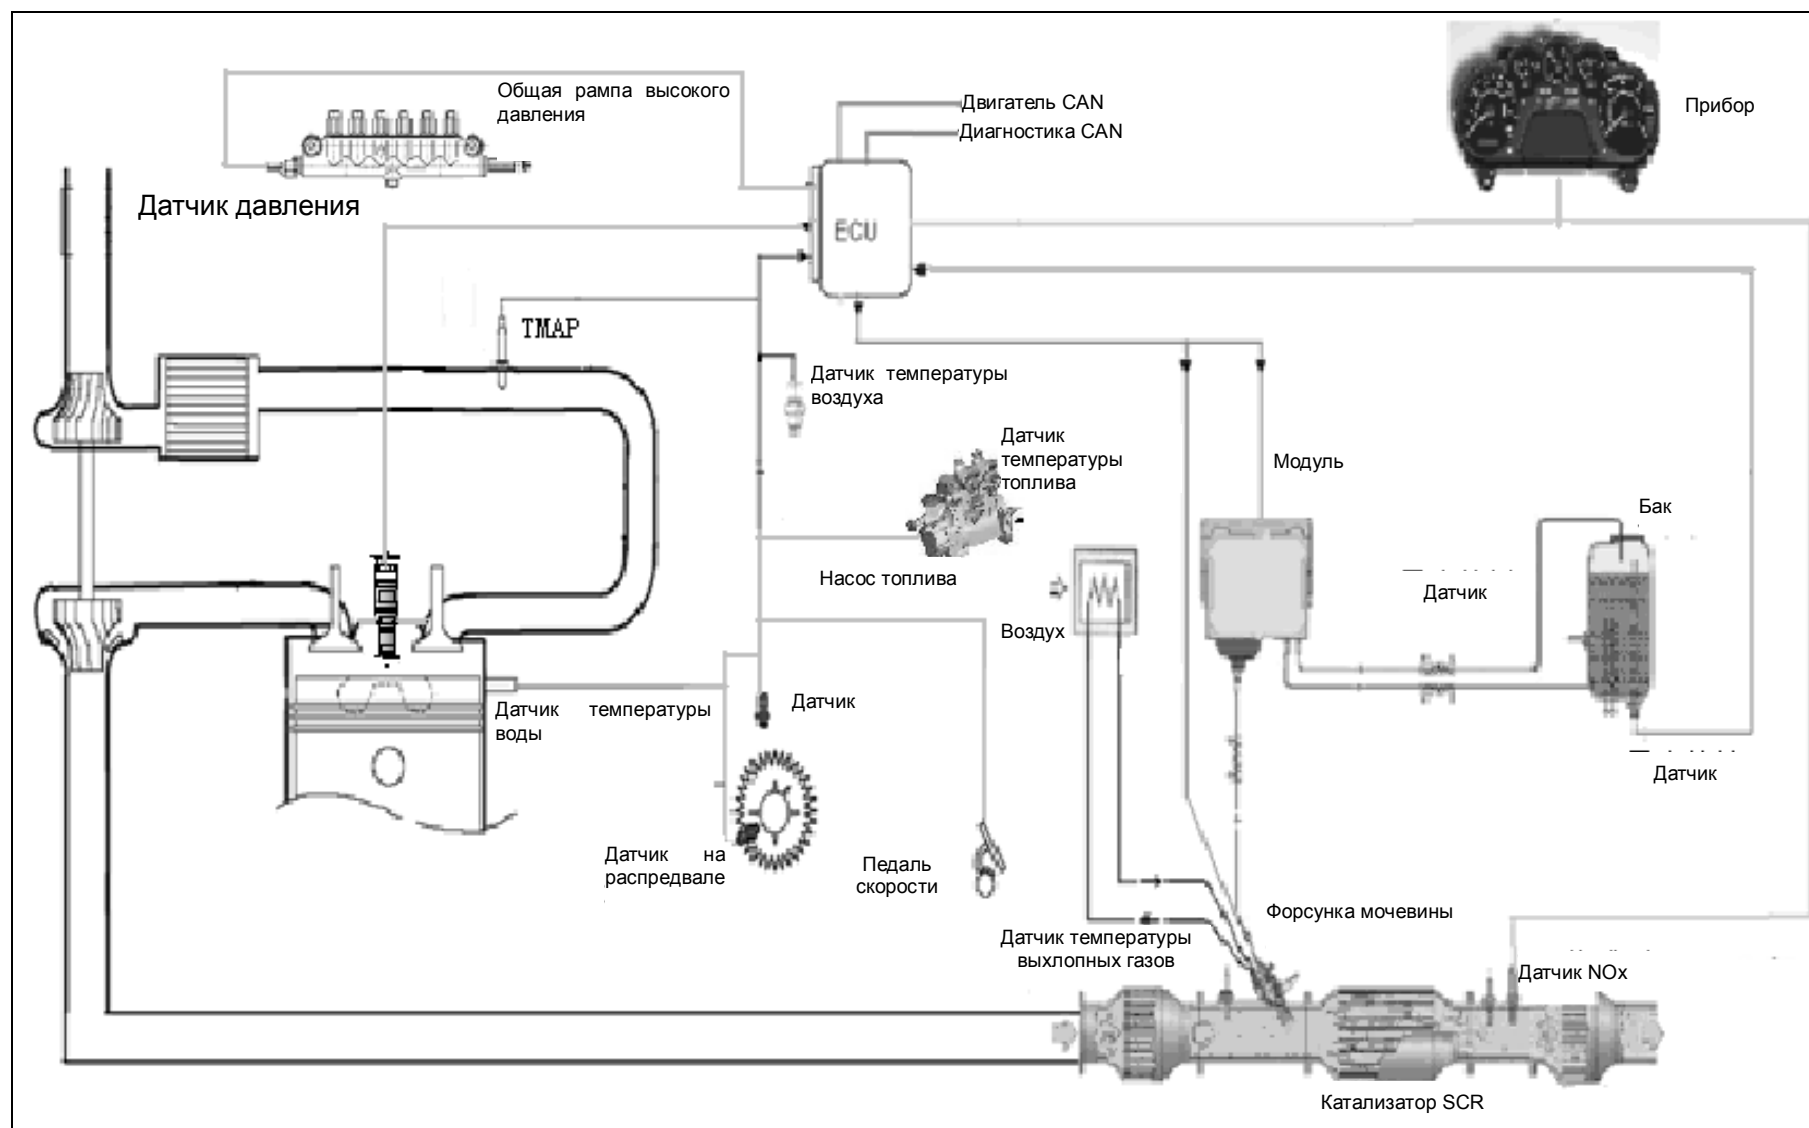 Общая рампа высокого
давления
Двигатель CAN
Диагностика CAN
Прибор
Датчик давления
ECU
TMAP
Датчик температуры
воздуха
Датчик
температуры
топлива
Модуль
Бак
Насос топлива
Датчик
Воздух
Датчик температуры
воды
Датчик
Датчик
Датчик на
распредвале
Педаль
скорости
Форсунка мочевины
Датчик температуры
выхлопных газов
Датчик NOx
Катализатор SCR